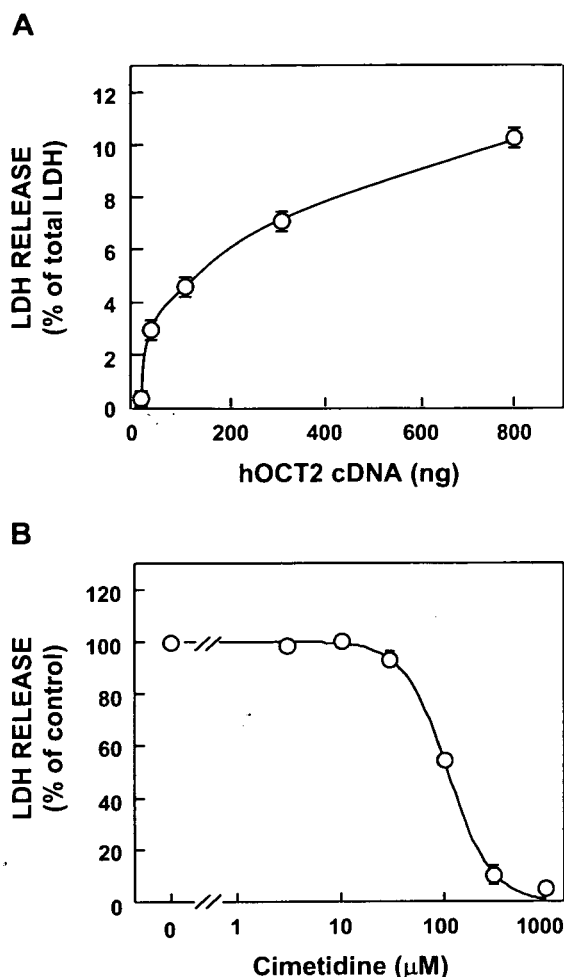 A
LDH RELEASE
(% of total LDH)
12
10
8
6
4
2
0
0 200 400 600 800
hOCT2 cDNA (ng)
B
LDH RELEASE
(% of control)
120
100
80
60
40
20
0
0 1 10 100 1000
Cimetidine (μM)